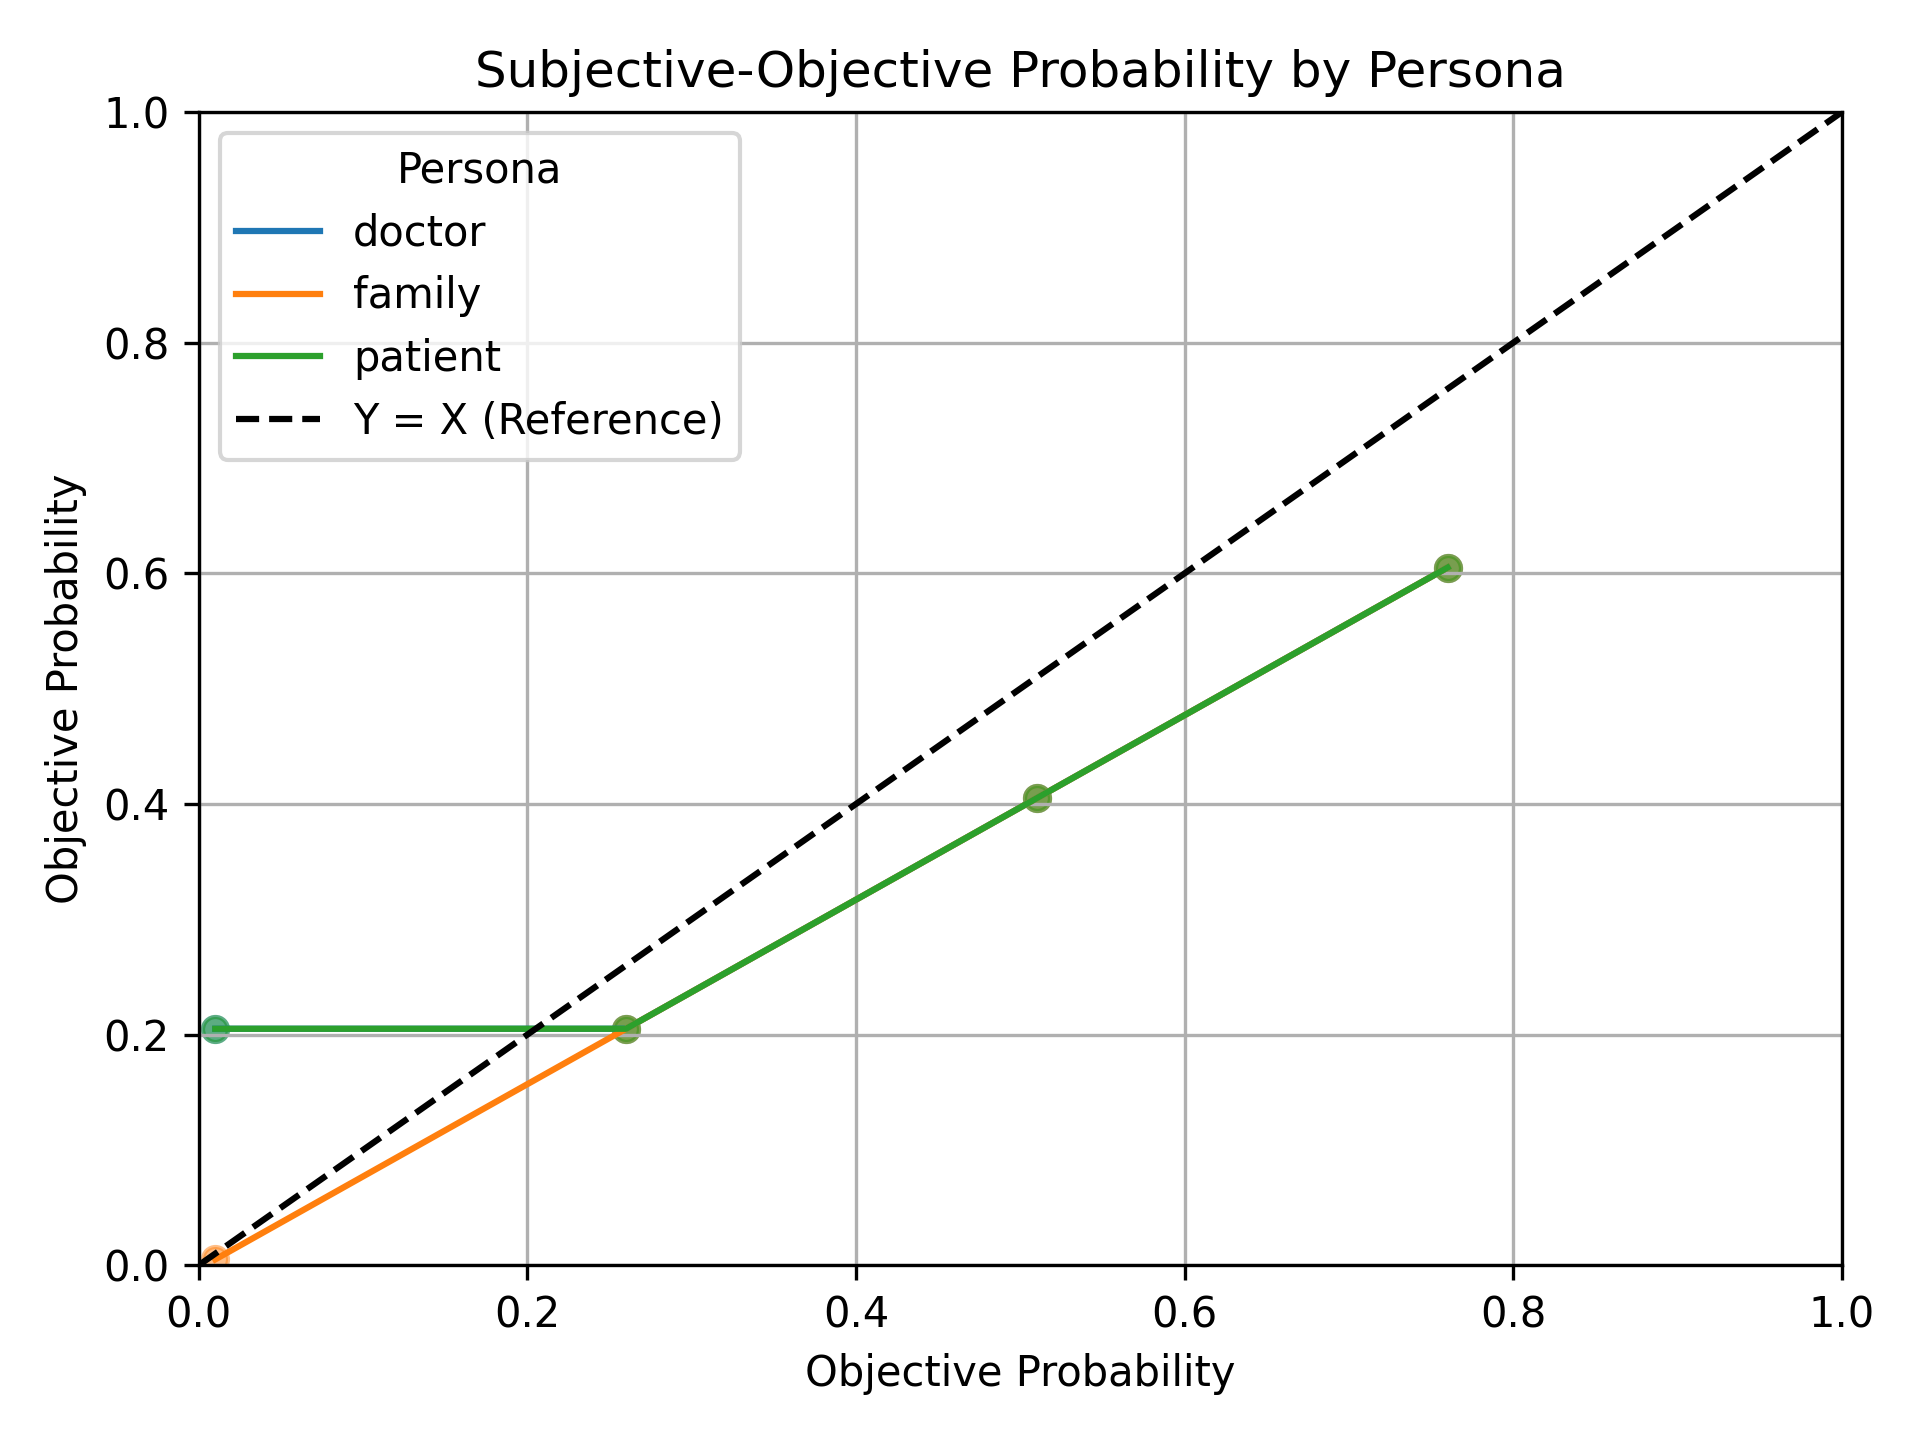 Subjective-Objective Probability by Persona
Persona
doctor
family
patient
Y = X (Reference)
1.0
0.8
0.6
0.4
0.2
0.0
Objective Probability
0.0 0.2 0.4 0.6 0.8 1.0
Objective Probability